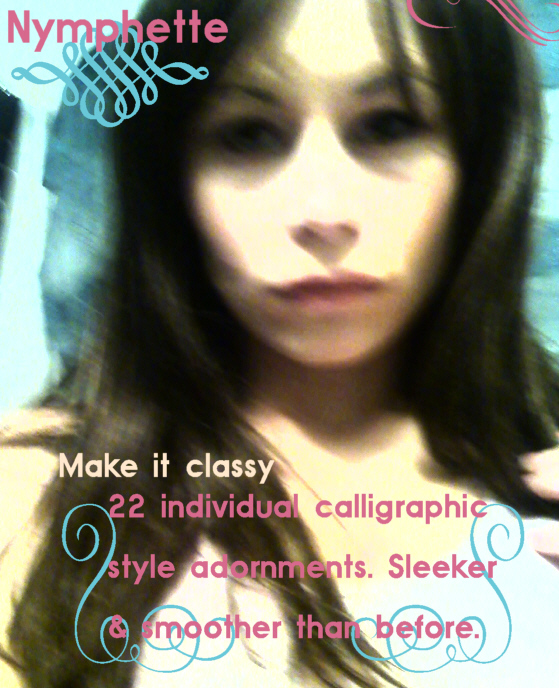 Nymphette
Make it classy
22 individual calligraphic
style adornments. Sleeker
& smoother than before.